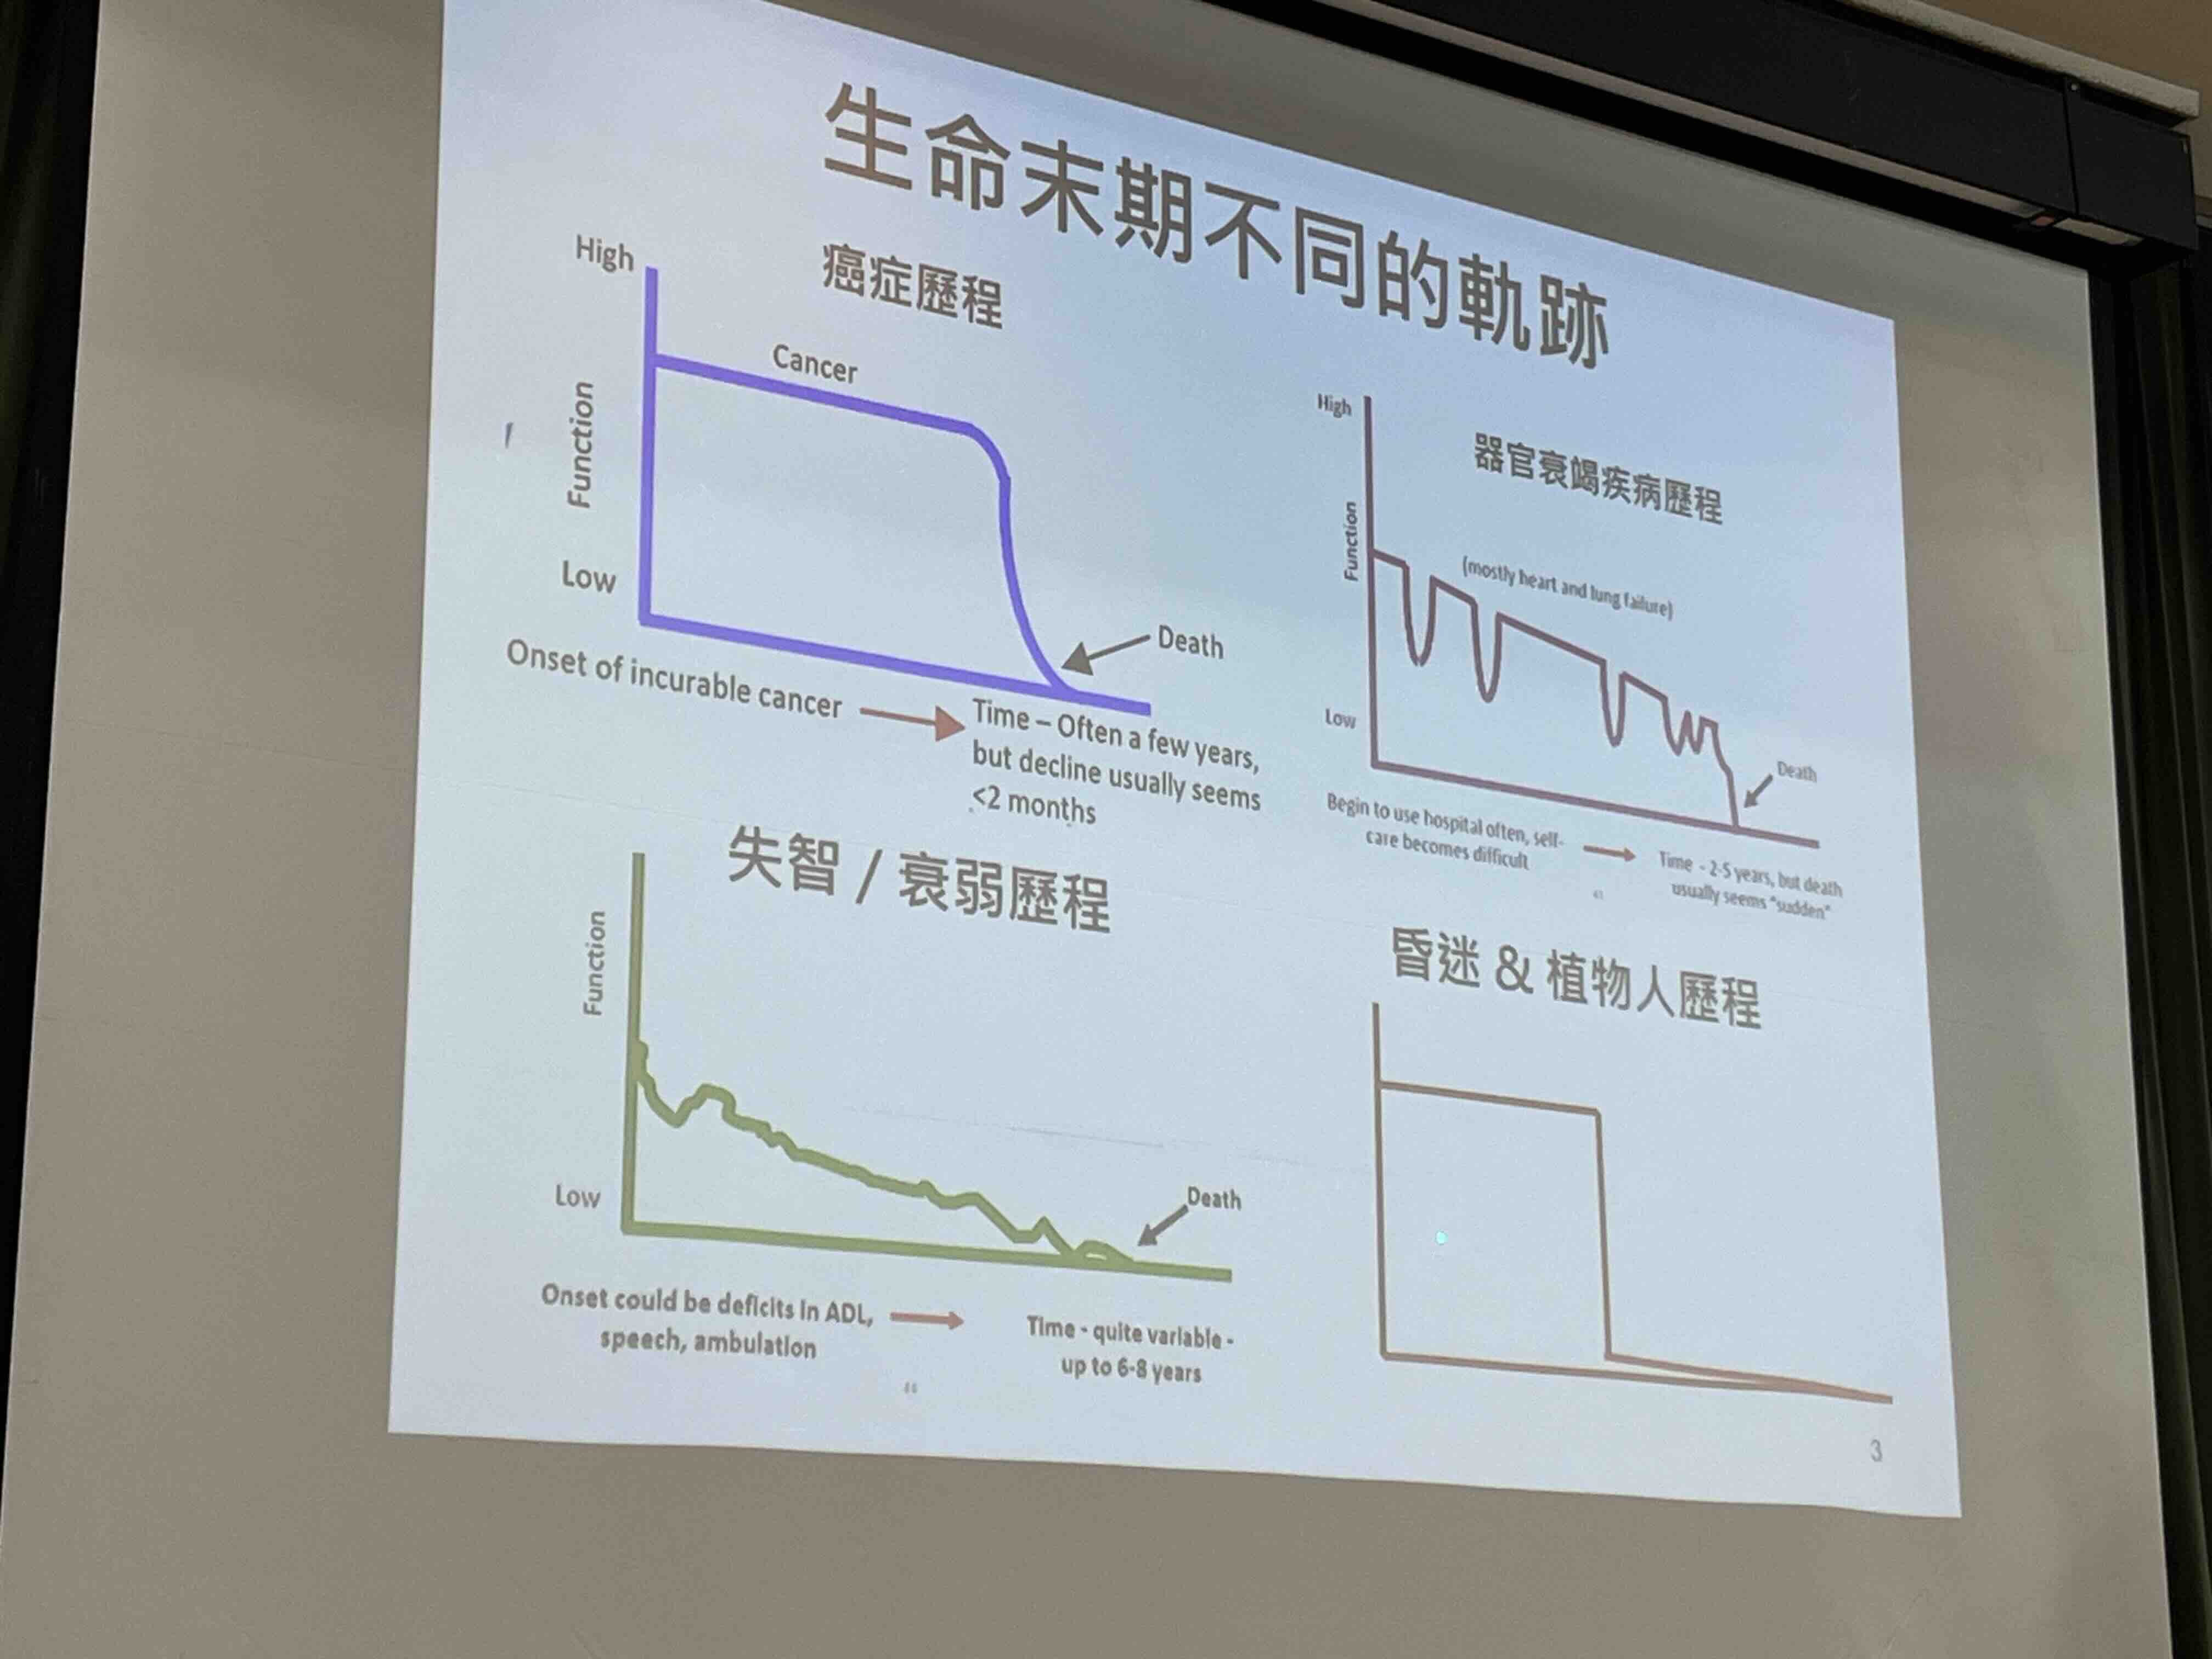 生命末期不同的軌跡
癌症歷程
High
Cancer
Function
Low
Death
Onset of incurable cancer
Time – Often a few years,
but decline usually seems
<2 months
器官衰竭疾病歷程
High
(mostly heart and lung failure)
Function
Low
Death
Begin to use hospital often, self-
care becomes difficult
Time - 2-5 years, but death
usually seems "sudden"
失智 / 衰弱歷程
Function
Low
Death
Onset could be deficits in ADL,
speech, ambulation
Time - quite variable -
up to 6-8 years
昏迷 & 植物人歷程
3